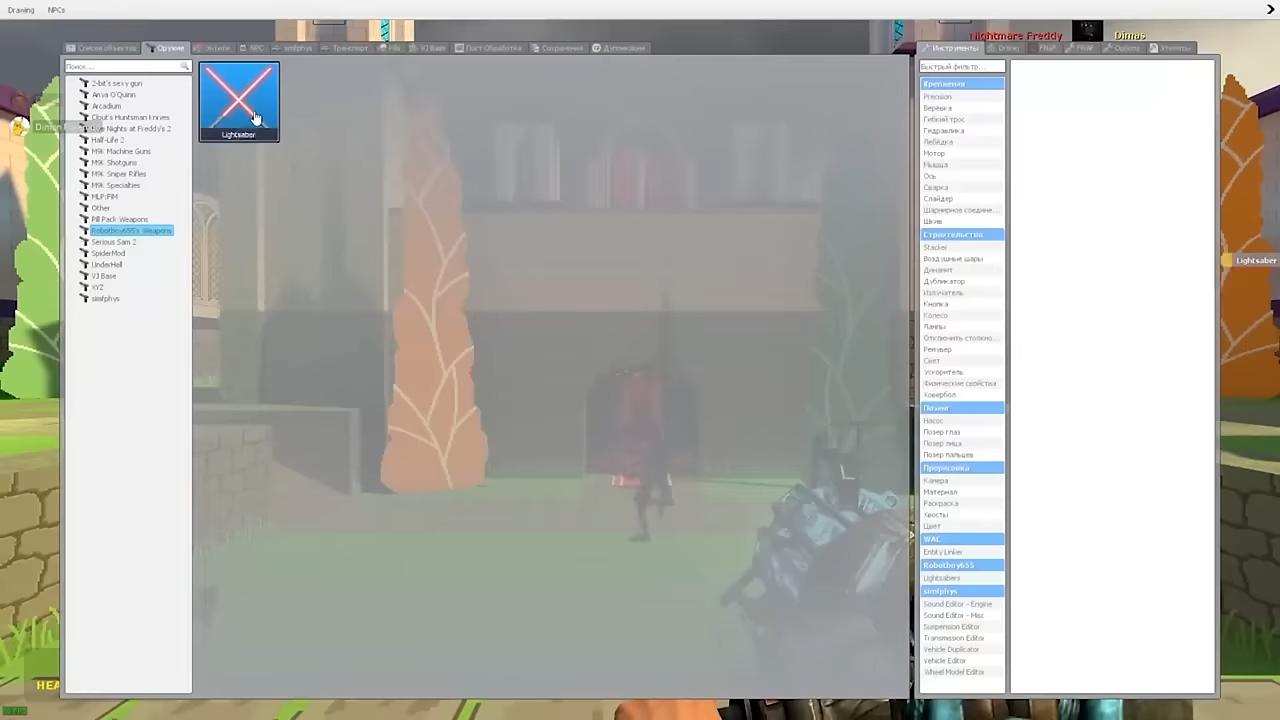 Drawing NPCs
Nightmare Freddy
Dimas
Список объектов Оружие Энтити NPC simfphys Транспорт VJ Base Пост Обработка Сохранения Дупликации
Инструменты Options Утилиты
Поиск...
2-bit's sexy gun
Anya O'Quinn
Arcadium
Clout's Huntsman Knives
Five Nights at Freddy's 2
Half-Life 2
M9K Machine Guns
M9K Shotguns
M9K Sniper Rifles
M9K Specialties
MLP:FiM
Other
Pill Pack Weapons
Robotboy655's Weapons
Serious Sam 2
SpiderMod
UnderHell
VJ Base
XYZ
simfphys
Lightsaber
Быстрый фильтр...
Крепления
Precision
Верёвка
Гибкий трос
Гидравлика
Лебёдка
Мотор
Мышца
Ось
Сварка
Слайдер
Шарнирное соедине...
Шкив
Строительство
Stacker
Воздушные шары
Динамит
Дубликатор
Излучатель
Кнопка
Колесо
Лампы
Отключить столкно...
Ремувер
Свет
Ускоритель
Физические свойства
Ховербол
Позинг
Насос
Позер глаз
Позер лица
Позер пальцев
Прорисовка
Камера
Материал
Раскраска
Хвосты
Цвет
WAC
Entity Linker
Robotboy655
Lightsabers
simfphys
Sound Editor - Engine
Sound Editor - Misc
Suspension Editor
Transmission Editor
Vehicle Duplicator
Vehicle Editor
Wheel Model Editor
Lightsaber
HEA